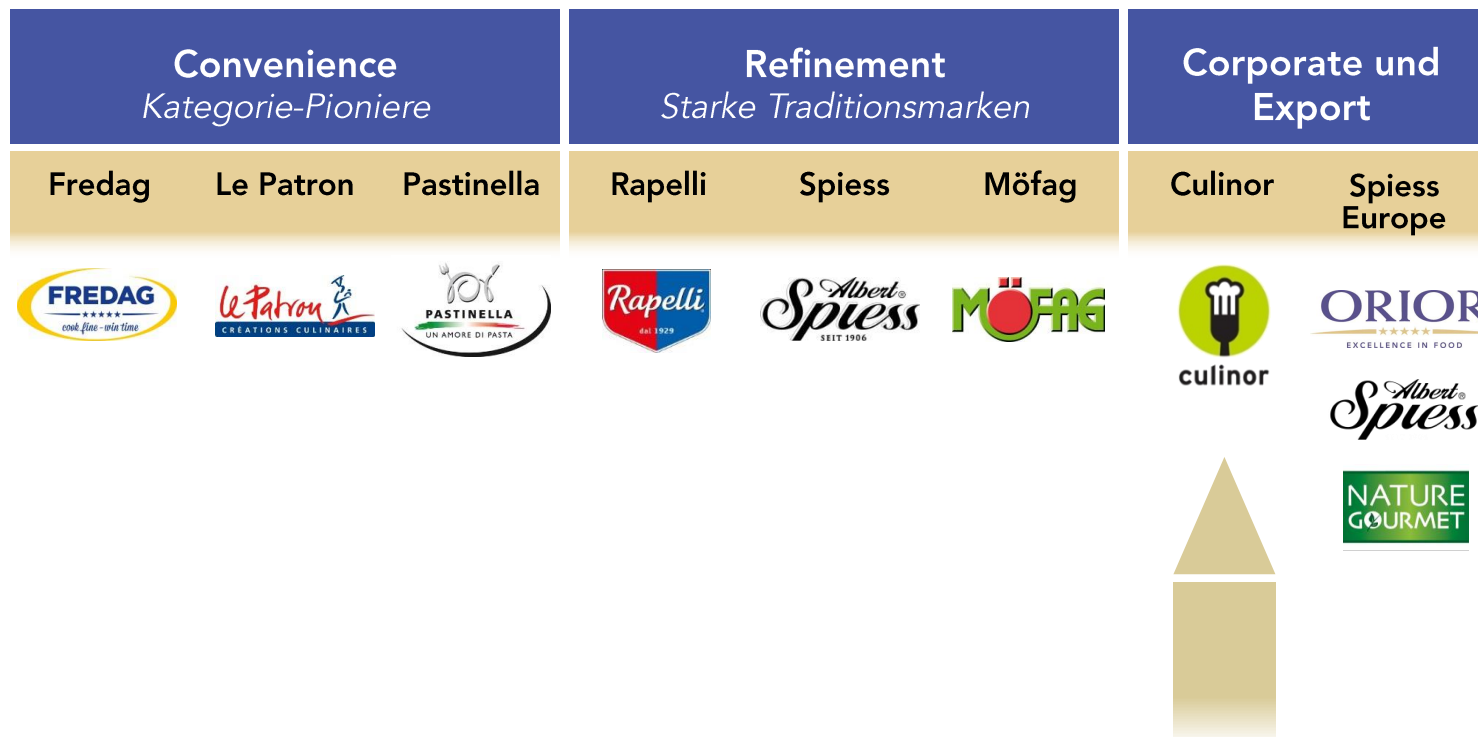 Convenience
Kategorie-Pioniere
Refinement
Starke Traditionsmarken
Corporate und
Export
Fredag
Le Patron
Pastinella
Rapelli
Spiess
Möfag
Culinor
Spiess
Europe
FREDAG
cook fine - win time
le Patron
CRÉATIONS CULINAIRES
PASTINELLA
UN AMORE DI PASTA
Rapelli
dal 1929
Albert®
Spiess
SEIT 1906
MÖFAG
culinor
ORIOR
EXCELLENCE IN FOOD
Albert®
Spiess
NATURE
GOURMET